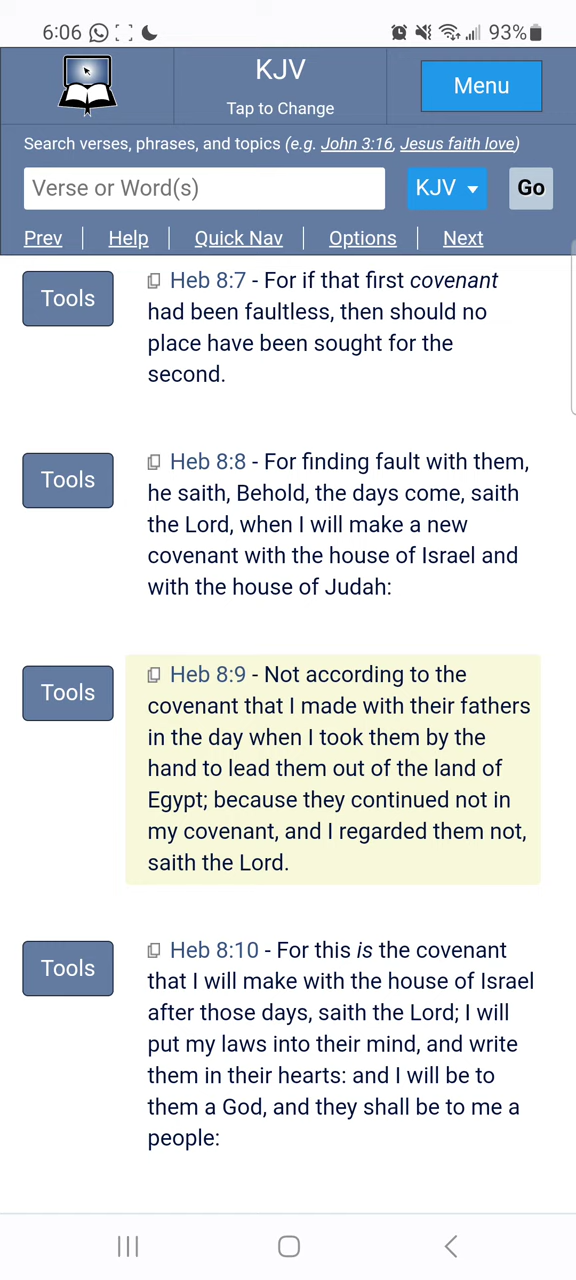 6:06 93%
KJV
Tap to Change
Menu
Search verses, phrases, and topics (e.g. John 3:16, Jesus faith love)
Verse or Word(s) KJV Go
Prev Help Quick Nav Options Next
Tools
Heb 8:7 - For if that first covenant
had been faultless, then should no
place have been sought for the
second.
Tools
Heb 8:8 - For finding fault with them,
he saith, Behold, the days come, saith
the Lord, when I will make a new
covenant with the house of Israel and
with the house of Judah:
Tools
Heb 8:9 - Not according to the
covenant that I made with their fathers
in the day when I took them by the
hand to lead them out of the land of
Egypt; because they continued not in
my covenant, and I regarded them not,
saith the Lord.
Tools
Heb 8:10 - For this is the covenant
that I will make with the house of Israel
after those days, saith the Lord; I will
put my laws into their mind, and write
them in their hearts: and I will be to
them a God, and they shall be to me a
people: